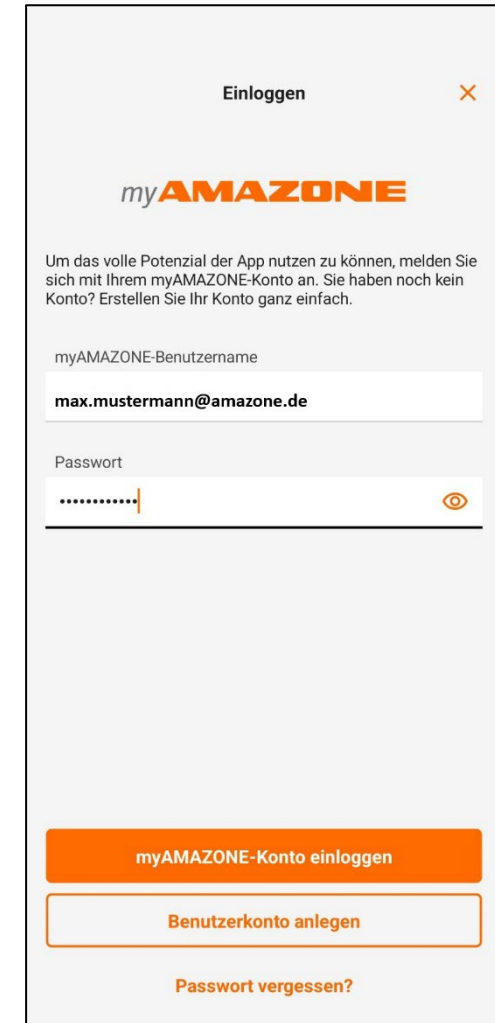 Einloggen
myAMAZONE
Um das volle Potenzial der App nutzen zu können, melden Sie
sich mit Ihrem myAMAZONE-Konto an. Sie haben noch kein
Konto? Erstellen Sie Ihr Konto ganz einfach.
myAMAZONE-Benutzername
max.mustermann@amazone.de
Passwort
••••••••••••
myAMAZONE-Konto einloggen
Benutzerkonto anlegen
Passwort vergessen?